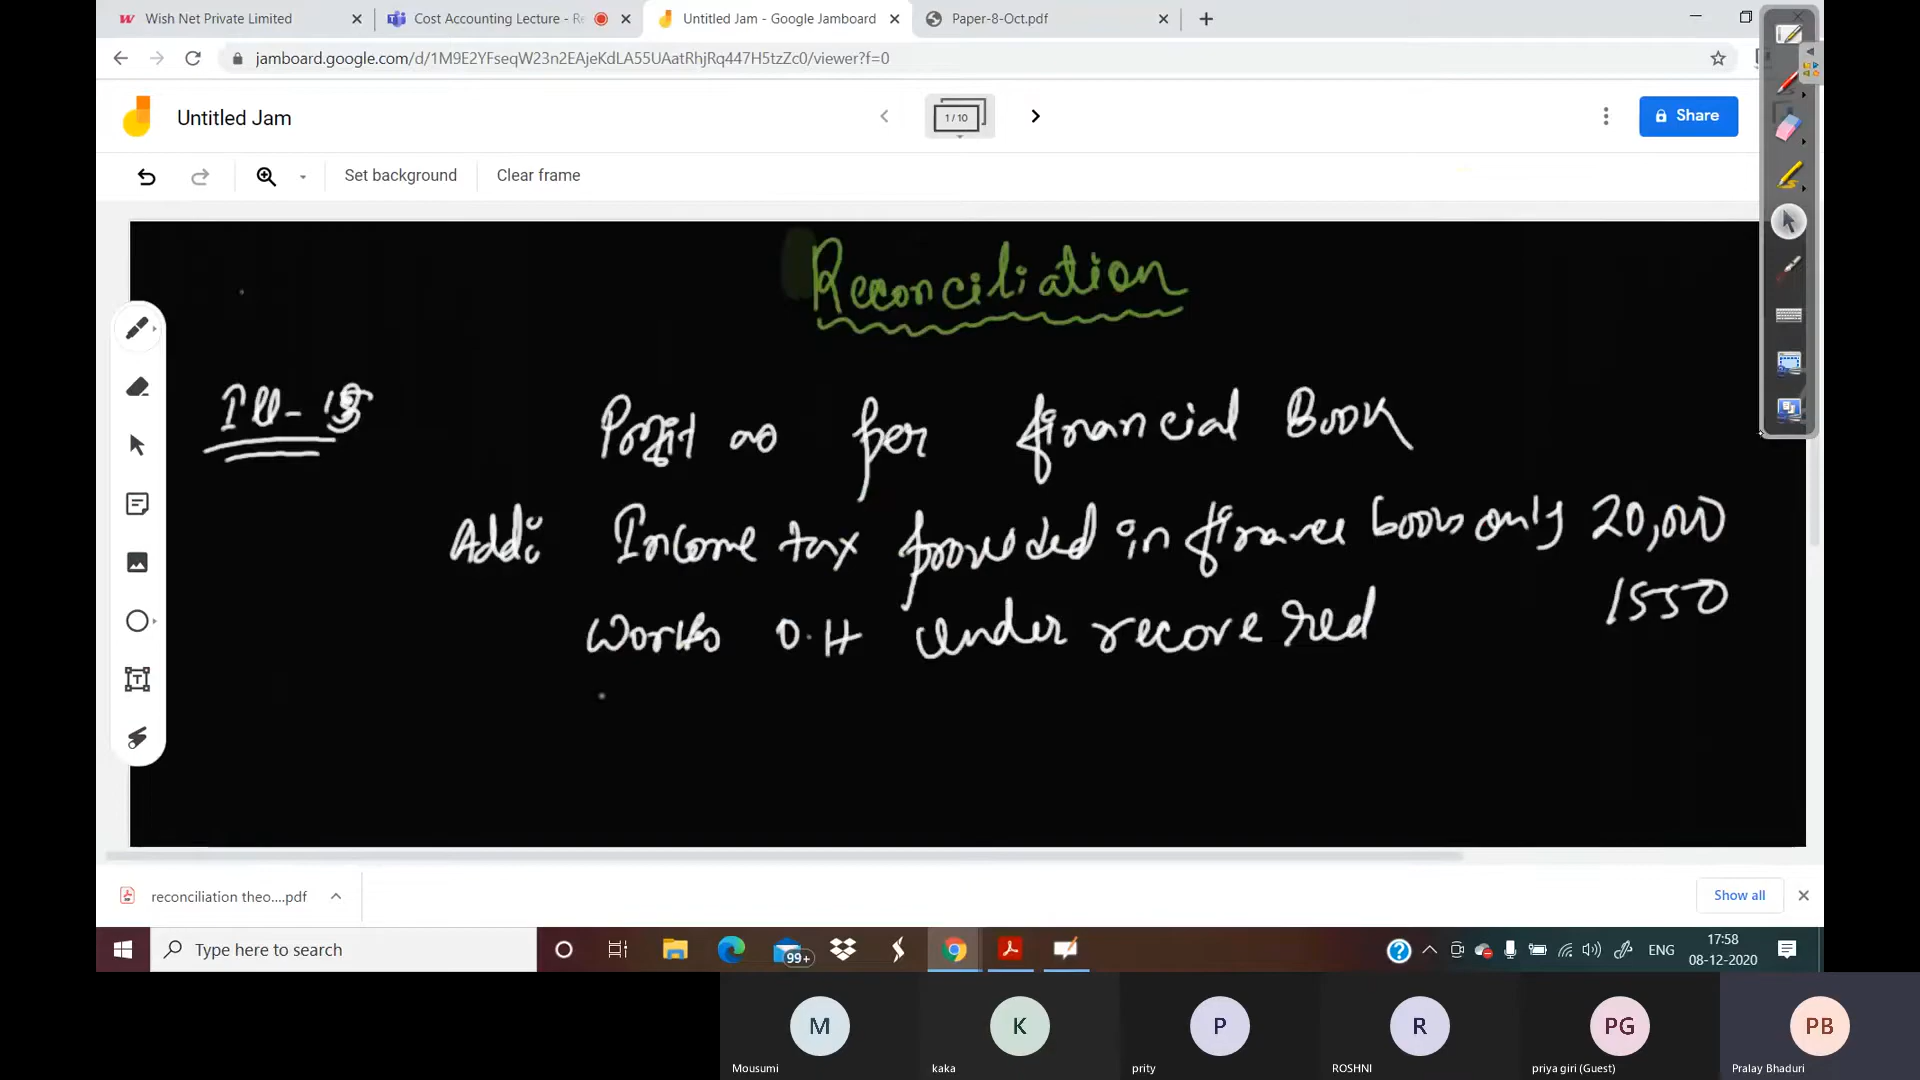 Wish Net Private Limited
Cost Accounting Lecture - Re
Untitled Jam - Google Jamboard
Paper-8-Oct.pdf
jamboard.google.com/d/1M9E2YFseqW23n2EAjeKdLA55UAatRhjRq447H5tzZc0/viewer?f=0
Untitled Jam
1 / 10
Share
Set background
Clear frame
Reconciliation
Ill-
Profit as per financial Book
Add: Income tax provided in finance books only 20,000
Works O.H under recovered 1550
reconciliation theo....pdf
Show all
Type here to search
99+
ENG
17:58
08-12-2020
M
K
P
R
PG
PB
Mousumi
kaka
prity
ROSHNI
priya giri (Guest)
Pralay Bhaduri